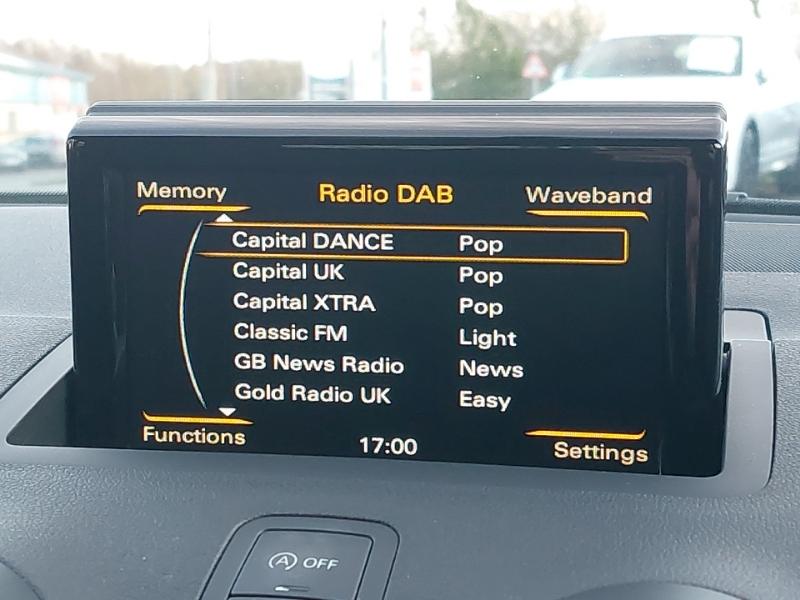 Memory Radio DAB Waveband
Capital DANCE Pop
Capital UK Pop
Capital XTRA Pop
Classic FM Light
GB News Radio News
Gold Radio UK Easy
Functions 17:00 Settings
A OFF